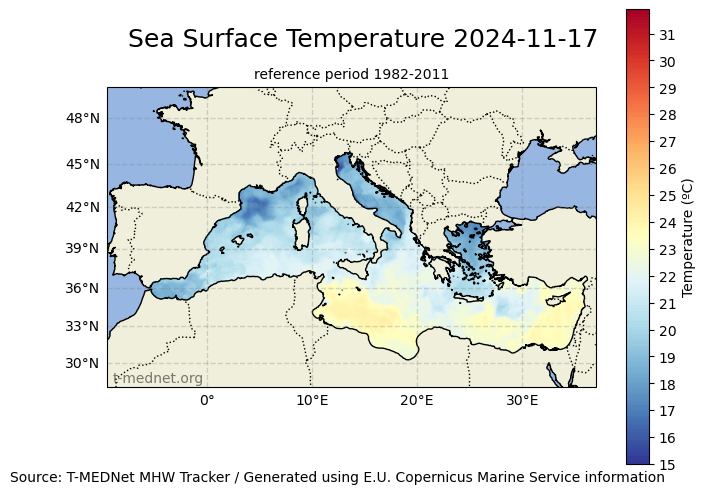 Sea Surface Temperature 2024-11-17
reference period 1982-2011
48°N
45°N
42°N
39°N
36°N
33°N
30°N
t-mednet.org
0°
10°E
20°E
30°E
31
30
29
28
27
26
25
24
23
22
21
20
19
18
17
16
15
Temperature (ºC)
Source: T-MEDNet MHW Tracker / Generated using E.U. Copernicus Marine Service information